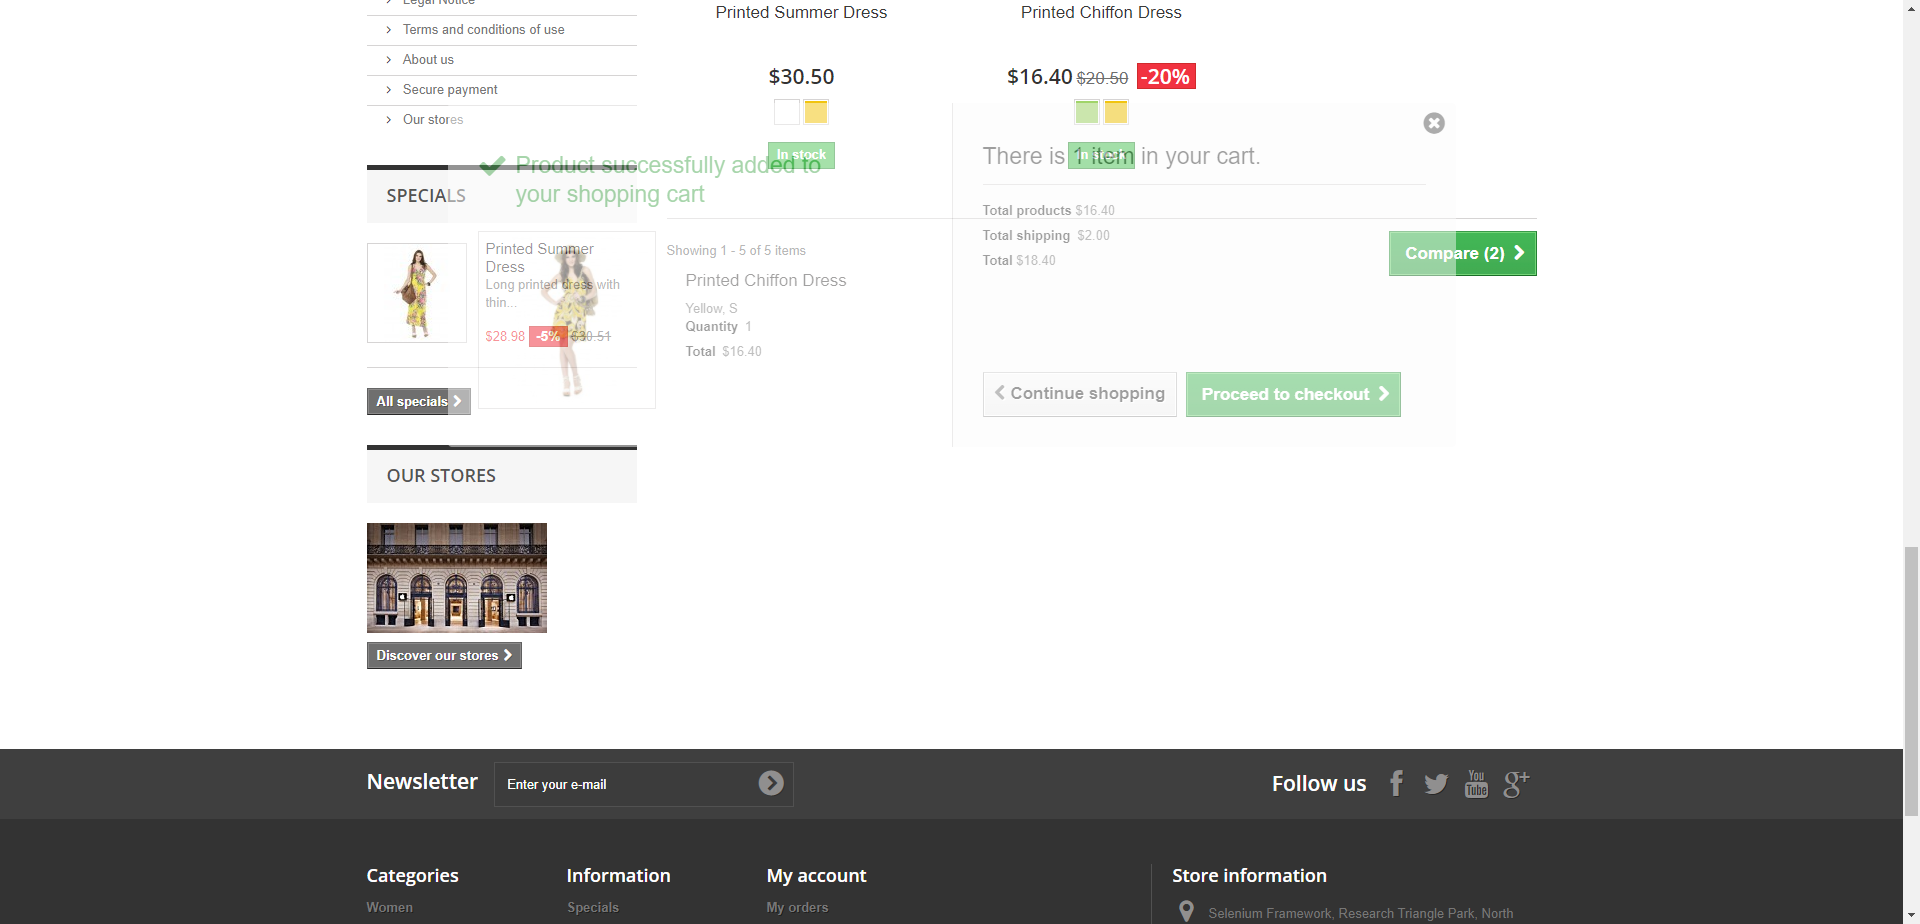 Legal Notice
Terms and conditions of use
About us
Secure payment
Our stores
Printed Summer Dress
$30.50
In stock
Printed Chiffon Dress
$16.40 $20.50 -20%
In stock
Product successfully added to
your shopping cart
There is 1 item in your cart.
Total products $16.40
Total shipping $2.00
Total $18.40
SPECIALS
Printed Summer
Dress
Long printed dress with
thin...
$28.98 -5% $30.51
All specials
Showing 1 - 5 of 5 items
Printed Chiffon Dress
Yellow, S
Quantity 1
Total $16.40
Compare (2)
Continue shopping
Proceed to checkout
OUR STORES
Discover our stores
Newsletter
Enter your e-mail
Follow us
You
Tube
g+
Categories
Women
Information
Specials
My account
My orders
Store information
Selenium Framework, Research Triangle Park, North